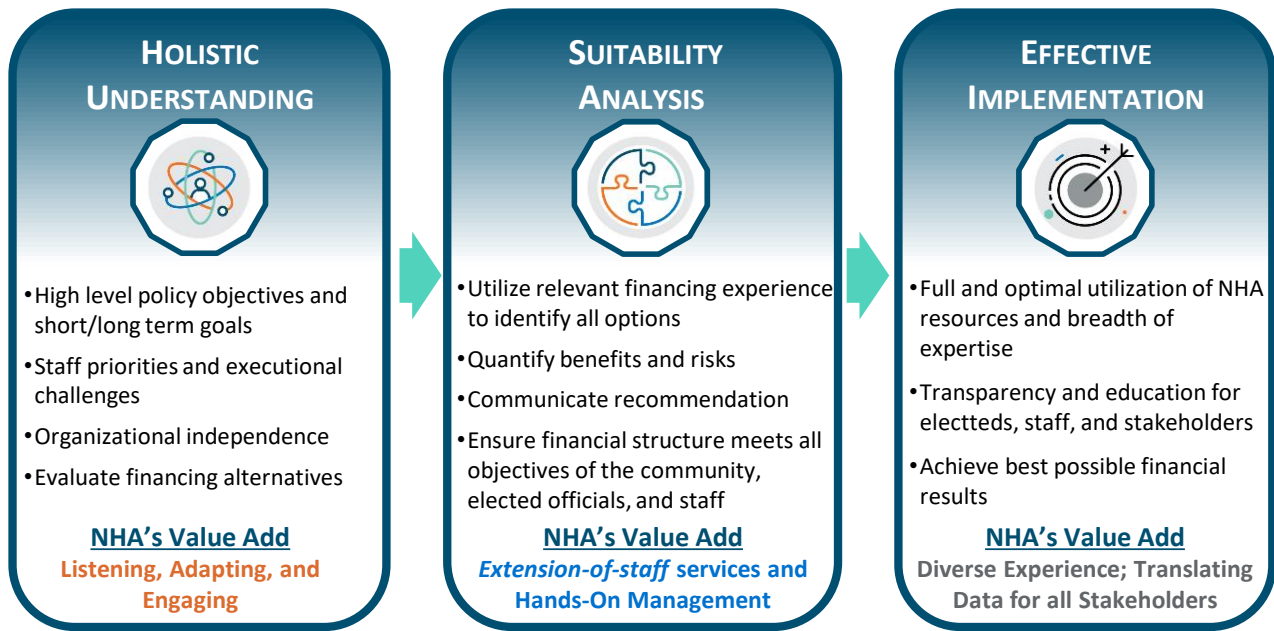 HOLISTIC
UNDERSTANDING
•High level policy objectives and
short/long term goals
•Staff priorities and executional
challenges
•Organizational independence
•Evaluate financing alternatives
NHA's Value Add
Listening, Adapting, and
Engaging
SUITABILITY
ANALYSIS
•Utilize relevant financing experience
to identify all options
•Quantify benefits and risks
•Communicate recommendation
•Ensure financial structure meets all
objectives of the community,
elected officials, and staff
NHA's Value Add
Extension-of-staff services and
Hands-On Management
EFFECTIVE
IMPLEMENTATION
•Full and optimal utilization of NHA
resources and breadth of
expertise
•Transparency and education for
electteds, staff, and stakeholders
•Achieve best possible financial
results
NHA's Value Add
Diverse Experience; Translating
Data for all Stakeholders